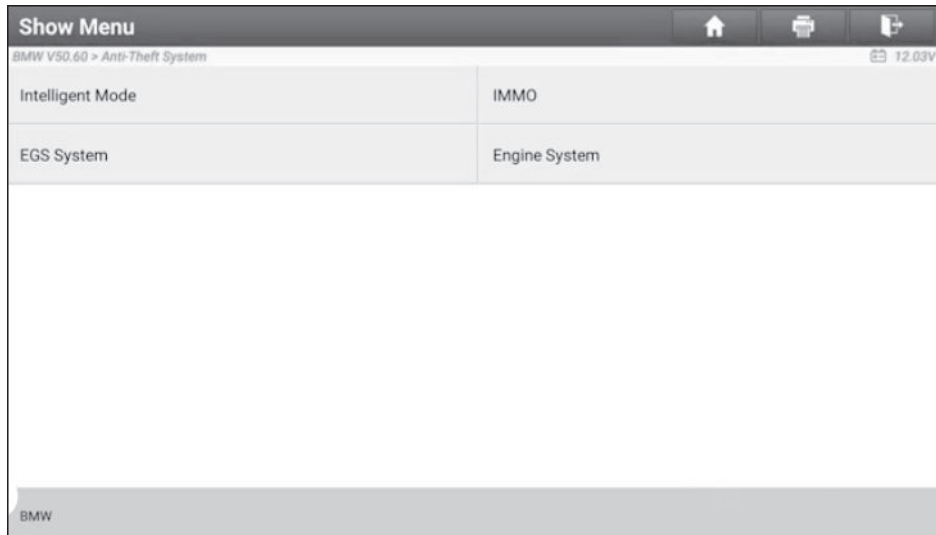 Show Menu
BMW V50.60 > Anti-Theft System 12.03V
Intelligent Mode IMMO
EGS System Engine System
BMW